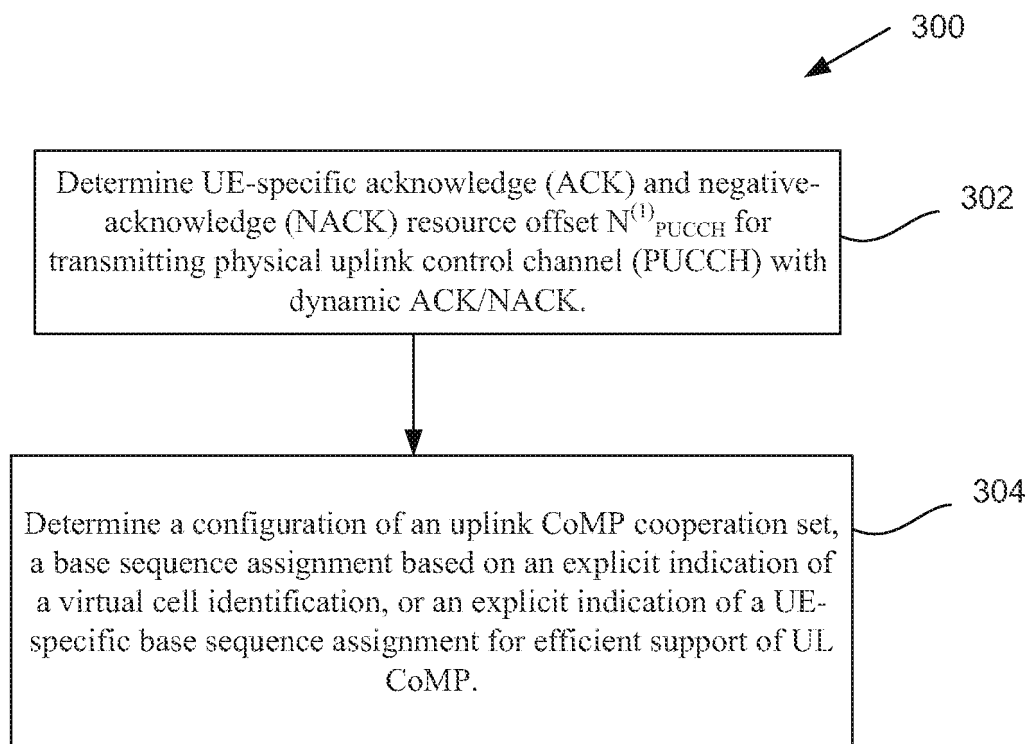 300
Determine UE-specific acknowledge (ACK) and negative-
acknowledge (NACK) resource offset N^(1)_PUCCH for
transmitting physical uplink control channel (PUCCH) with
dynamic ACK/NACK.
302
Determine a configuration of an uplink CoMP cooperation set,
a base sequence assignment based on an explicit indication of
a virtual cell identification, or an explicit indication of a UE-
specific base sequence assignment for efficient support of UL
CoMP.
304